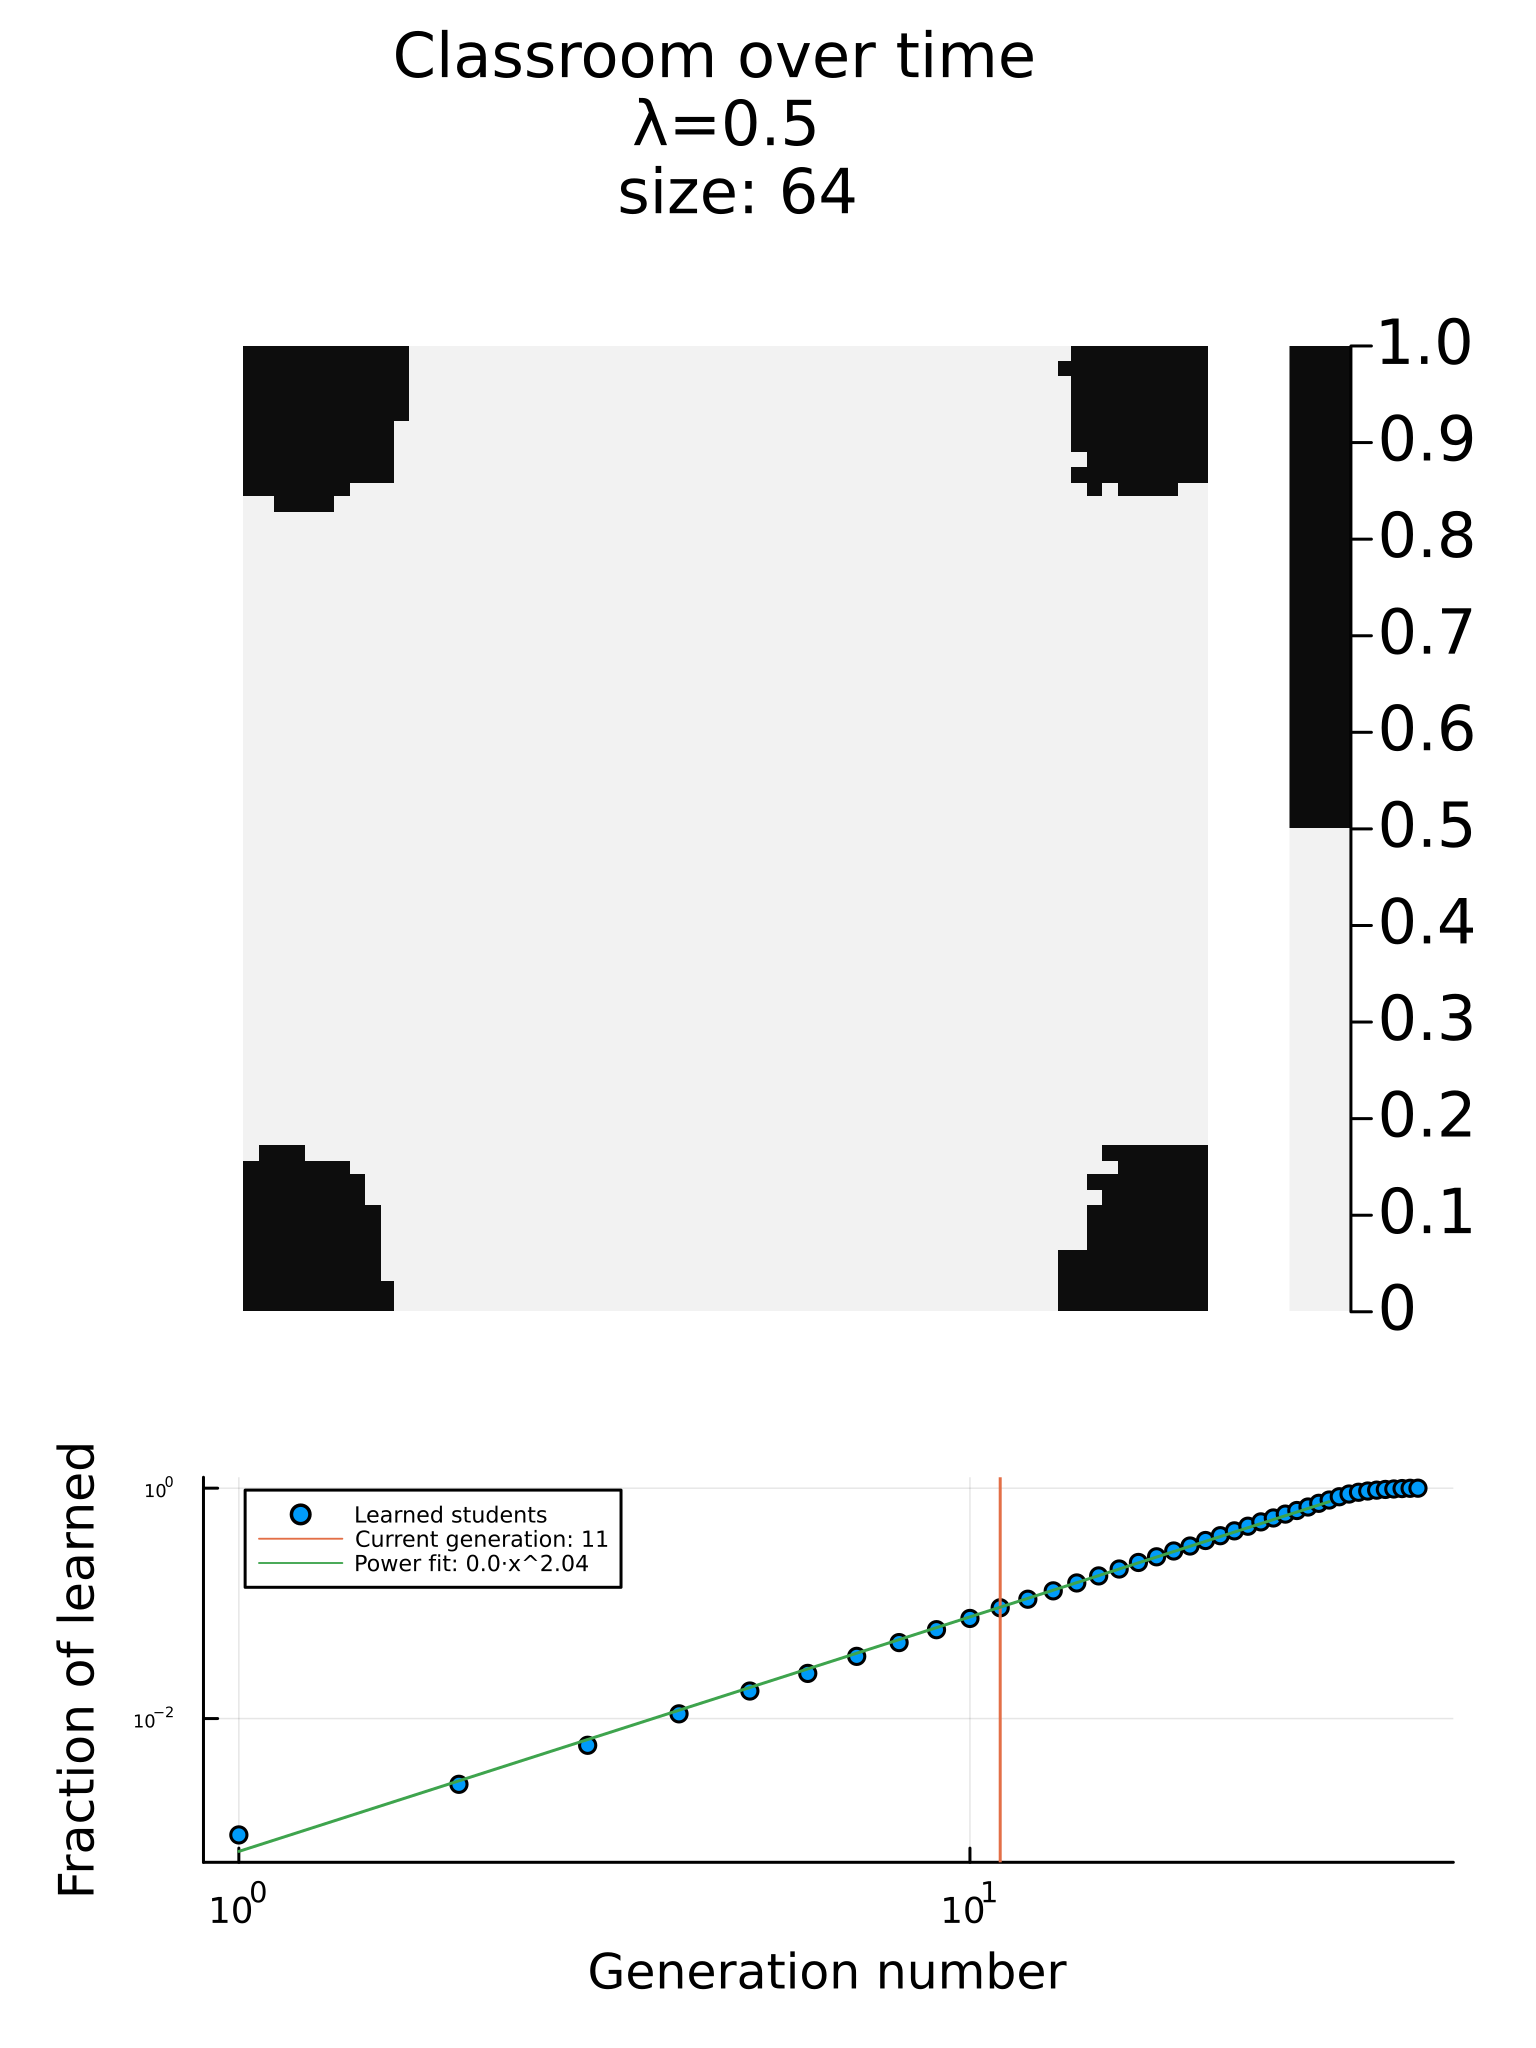 Classroom over time
λ=0.5
size: 64
1.0
0.9
0.8
0.7
0.6
0.5
0.4
0.3
0.2
0.1
0
Fraction of learned
10^0
10^−2
Learned students
Current generation: 11
Power fit: 0.0·x^2.04
10^0
10^1
Generation number